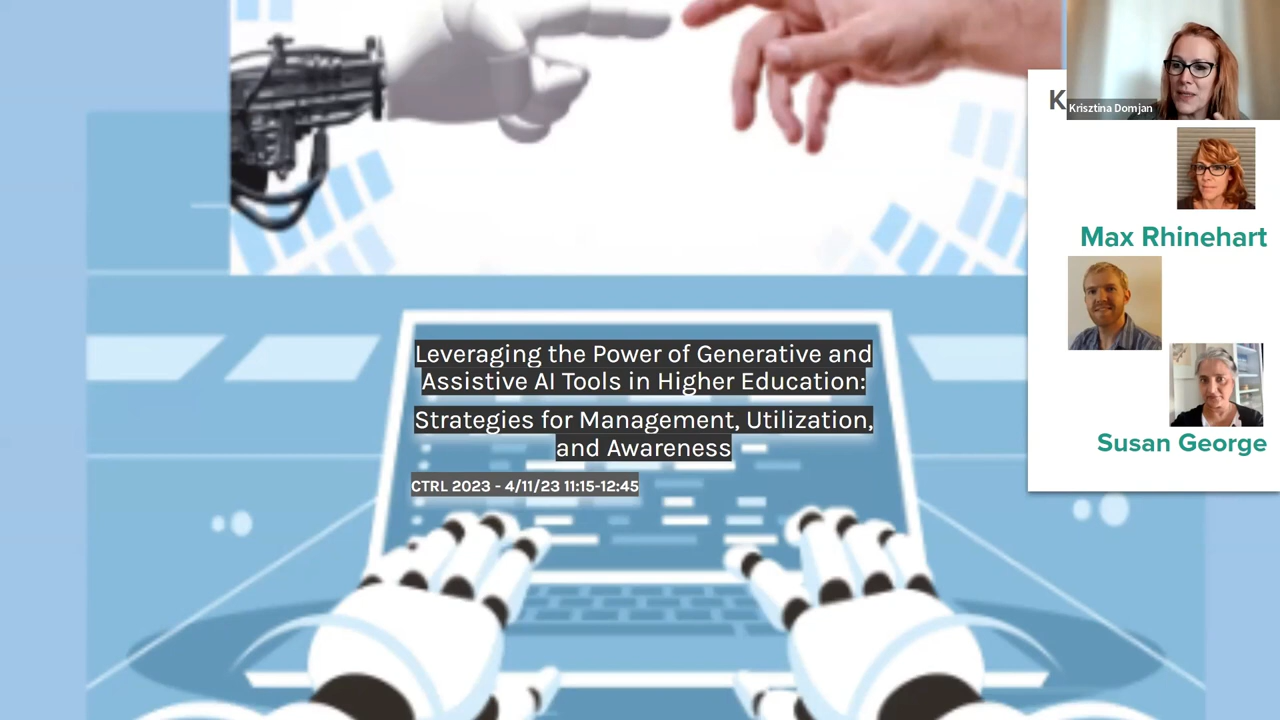 Leveraging the Power of Generative and
Assistive AI Tools in Higher Education:
Strategies for Management, Utilization,
and Awareness
CTRL 2023 - 4/11/23 11:15-12:45
K
Krisztina Domjan
Max Rhinehart
Susan George